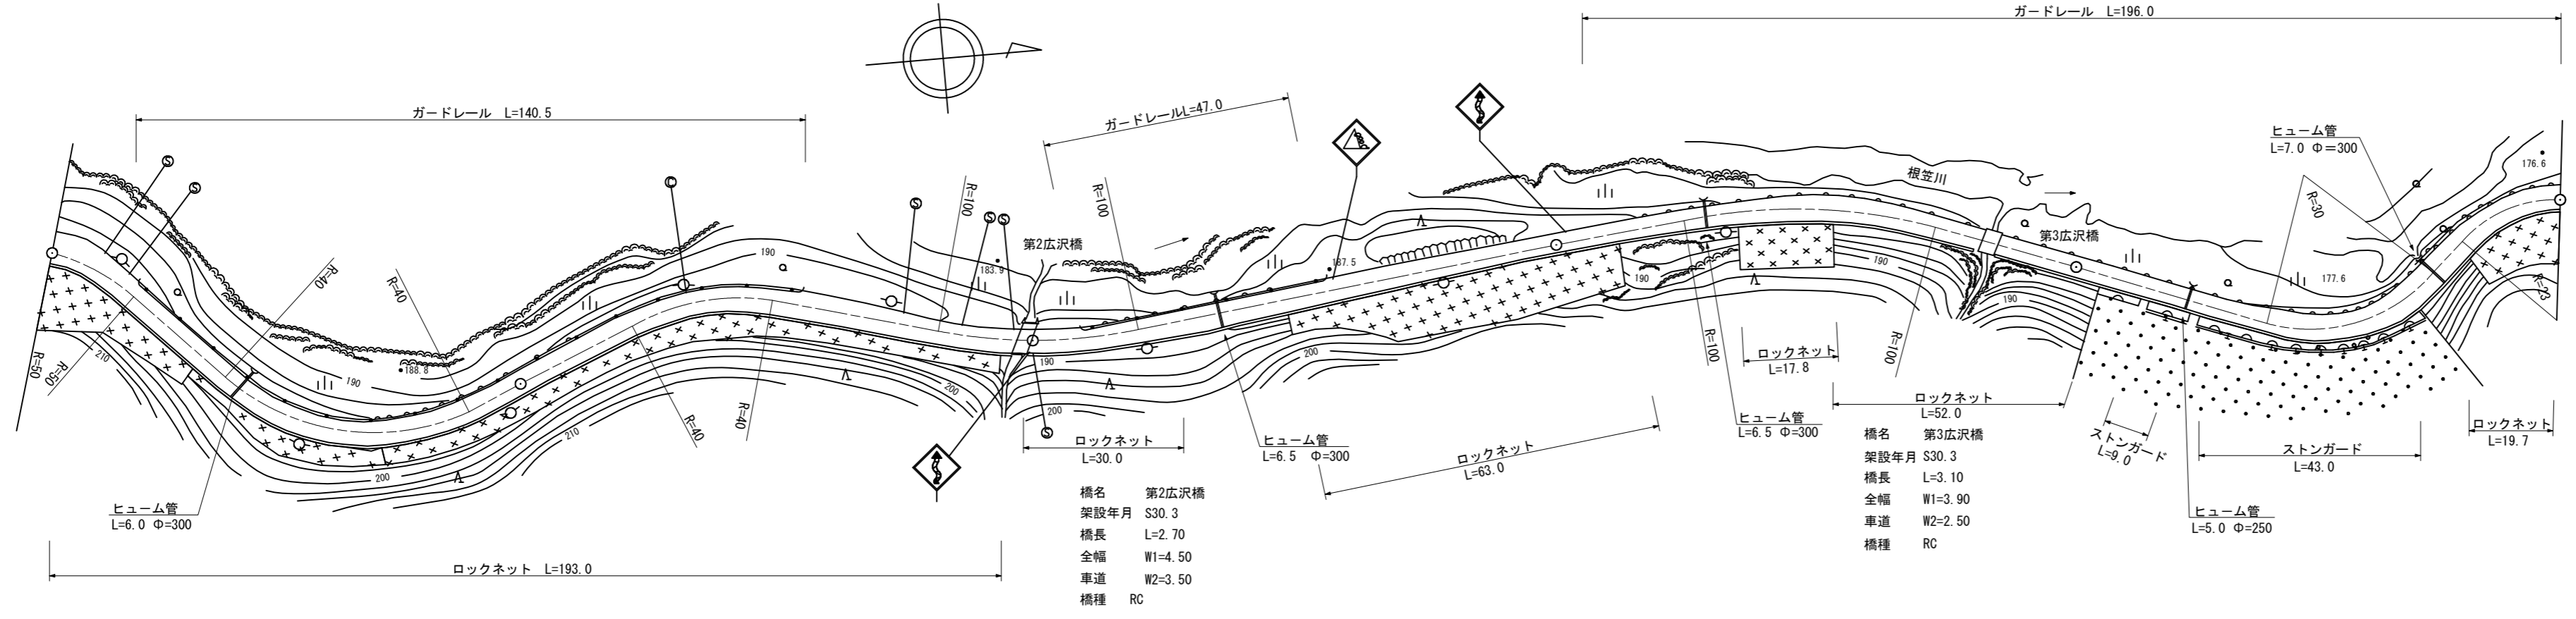 ガードレール L=196.0
ガードレール L=140.5
ガードレールL=47.0
ヒューム管
L=7.0 Φ=300
S
S
C
S
S
S
R=100
R=100
第2広沢橋
183.9
187.5
根笠川
第3広沢橋
R=30
176.6
177.6
R=23
190
190
190
190
190
190
R=40
R=40
188.8
R=50
R=50
210
200
210
R=40
R=40
200
200
200
S
R=100
R=100
ロックネット
L=17.8
ロックネット
L=52.0
ロックネット
L=30.0
ヒューム管
L=6.5 Φ=300
ロックネット
L=63.0
ヒューム管
L=6.5 Φ=300
ストンガード
L=9.0
ストンガード
L=43.0
ロックネット
L=19.7
ヒューム管
L=6.0 Φ=300
ヒューム管
L=5.0 Φ=250
橋名 第2広沢橋
架設年月 S30.3
橋長 L=2.70
全幅 W1=4.50
車道 W2=3.50
橋種 RC
橋名 第3広沢橋
架設年月 S30.3
橋長 L=3.10
全幅 W1=3.90
車道 W2=2.50
橋種 RC
ロックネット L=193.0